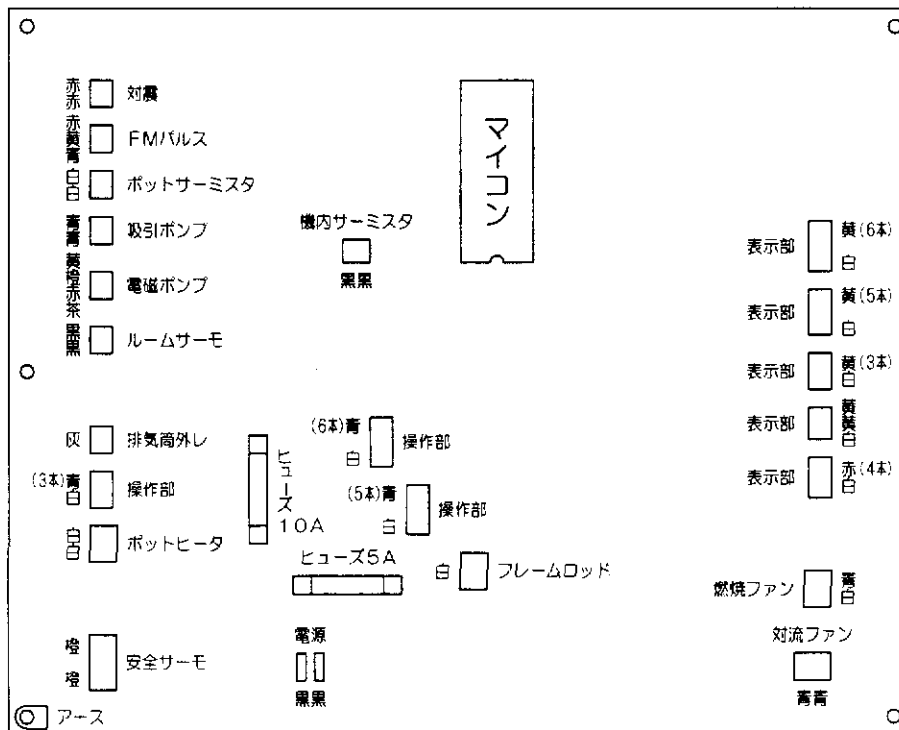 赤
赤
対震
赤
黄
青
FMパルス
白
白
ポットサーミスタ
青
青
吸引ポンプ
黄
橙
赤
茶
電磁ポンプ
黒
黒
ルームサーモ
灰
排気筒外レ
(3本)青
白
操作部
白
白
ポットヒータ
橙
橙
安全サーモ
アース
機内サーミスタ
黒黒
マイコン
ヒューズ
10A
(6本)青
白
操作部
(5本)青
白
操作部
ヒューズ5A
白
フレームロッド
電源
黒黒
表示部
黄(6本)
白
表示部
黄(5本)
白
表示部
黄(3本)
白
表示部
黄
黄
白
表示部
赤(4本)
白
燃焼ファン
青
白
対流ファン
青青